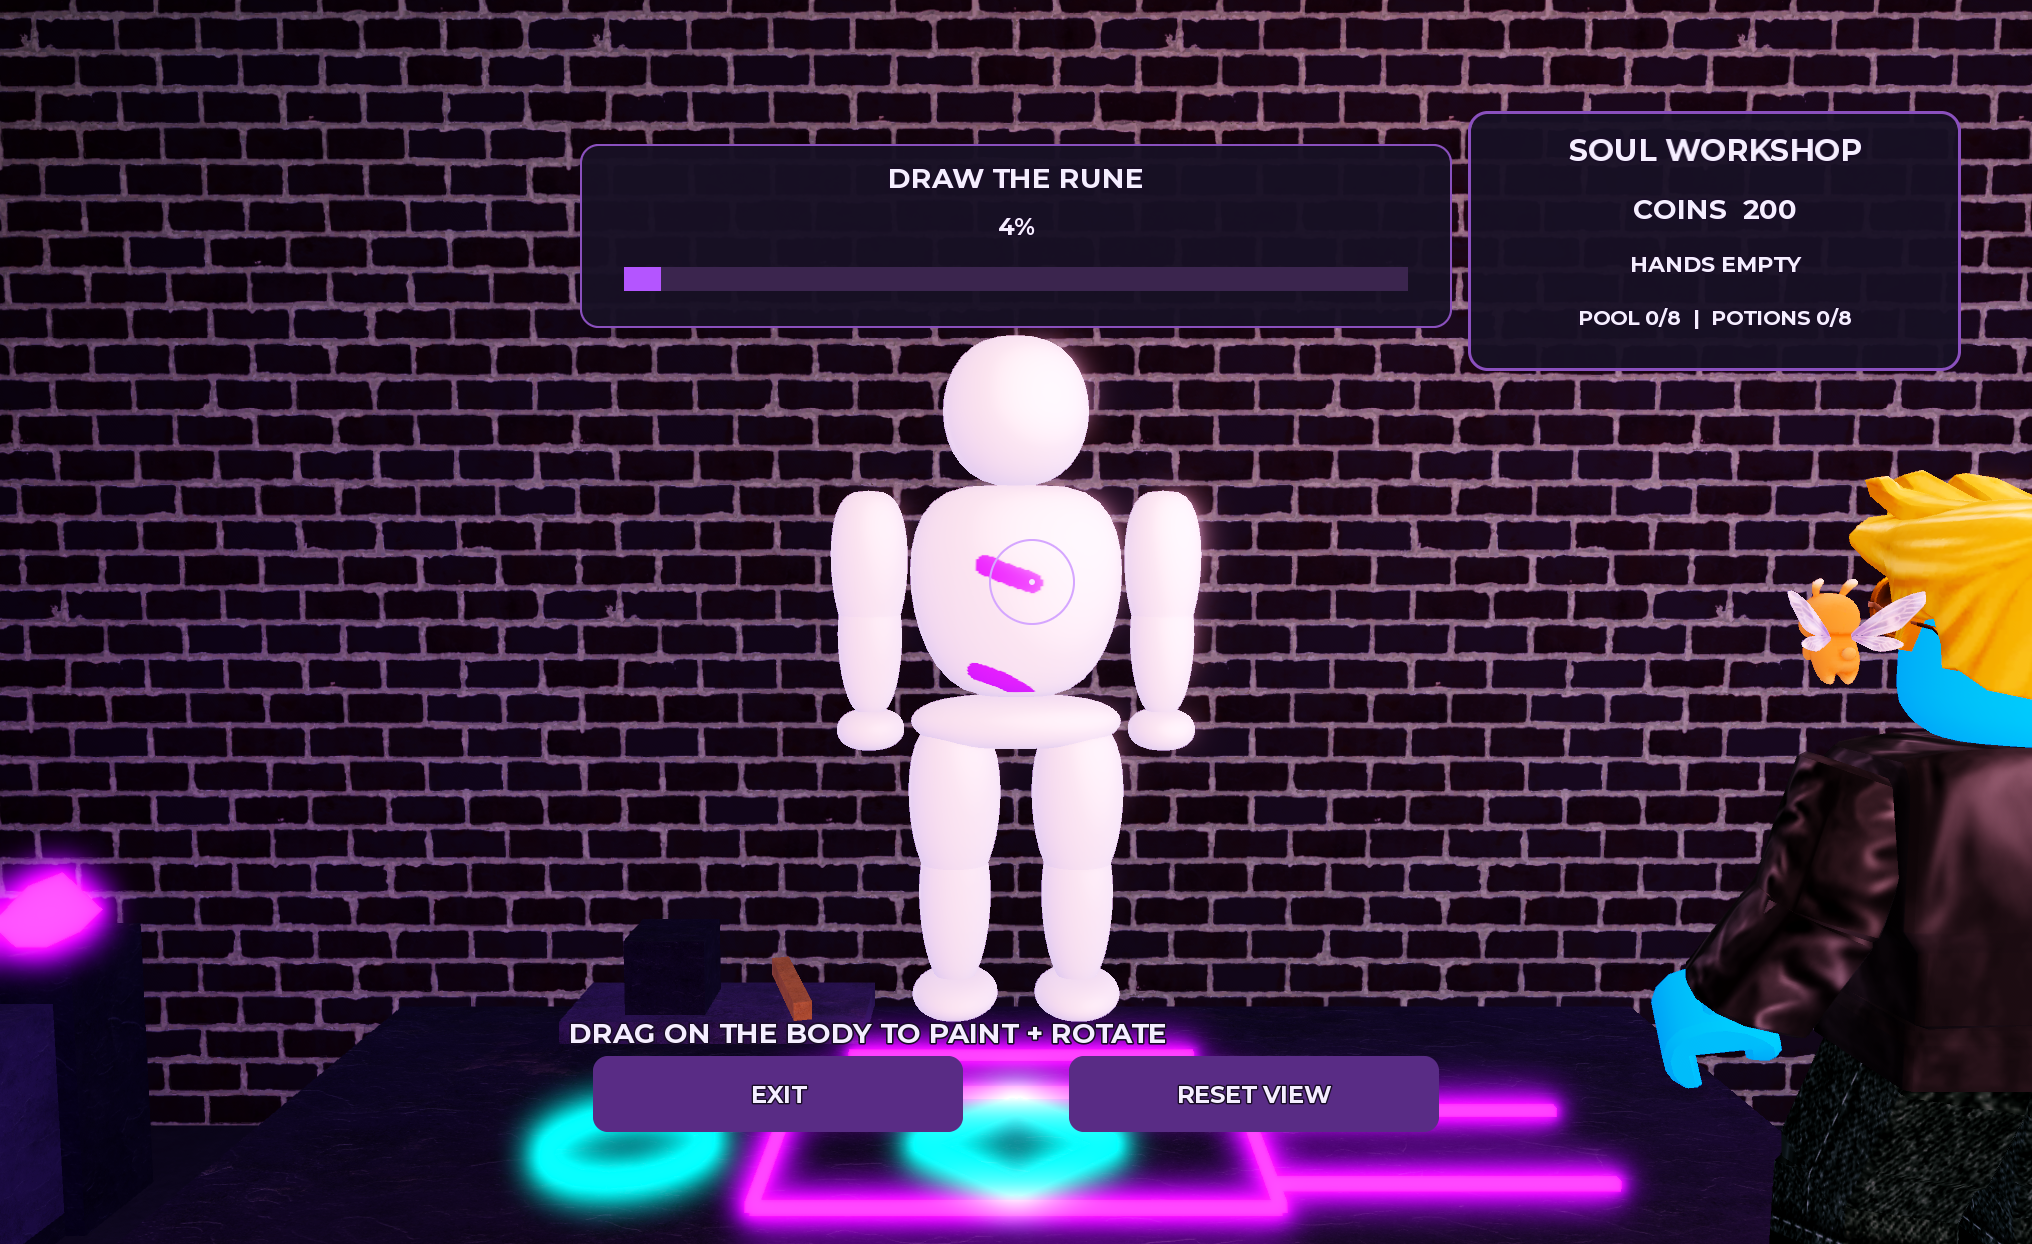 DRAW THE RUNE
4%
SOUL WORKSHOP
COINS 200
HANDS EMPTY
POOL 0/8 | POTIONS 0/8
DRAG ON THE BODY TO PAINT + ROTATE
EXIT
RESET VIEW